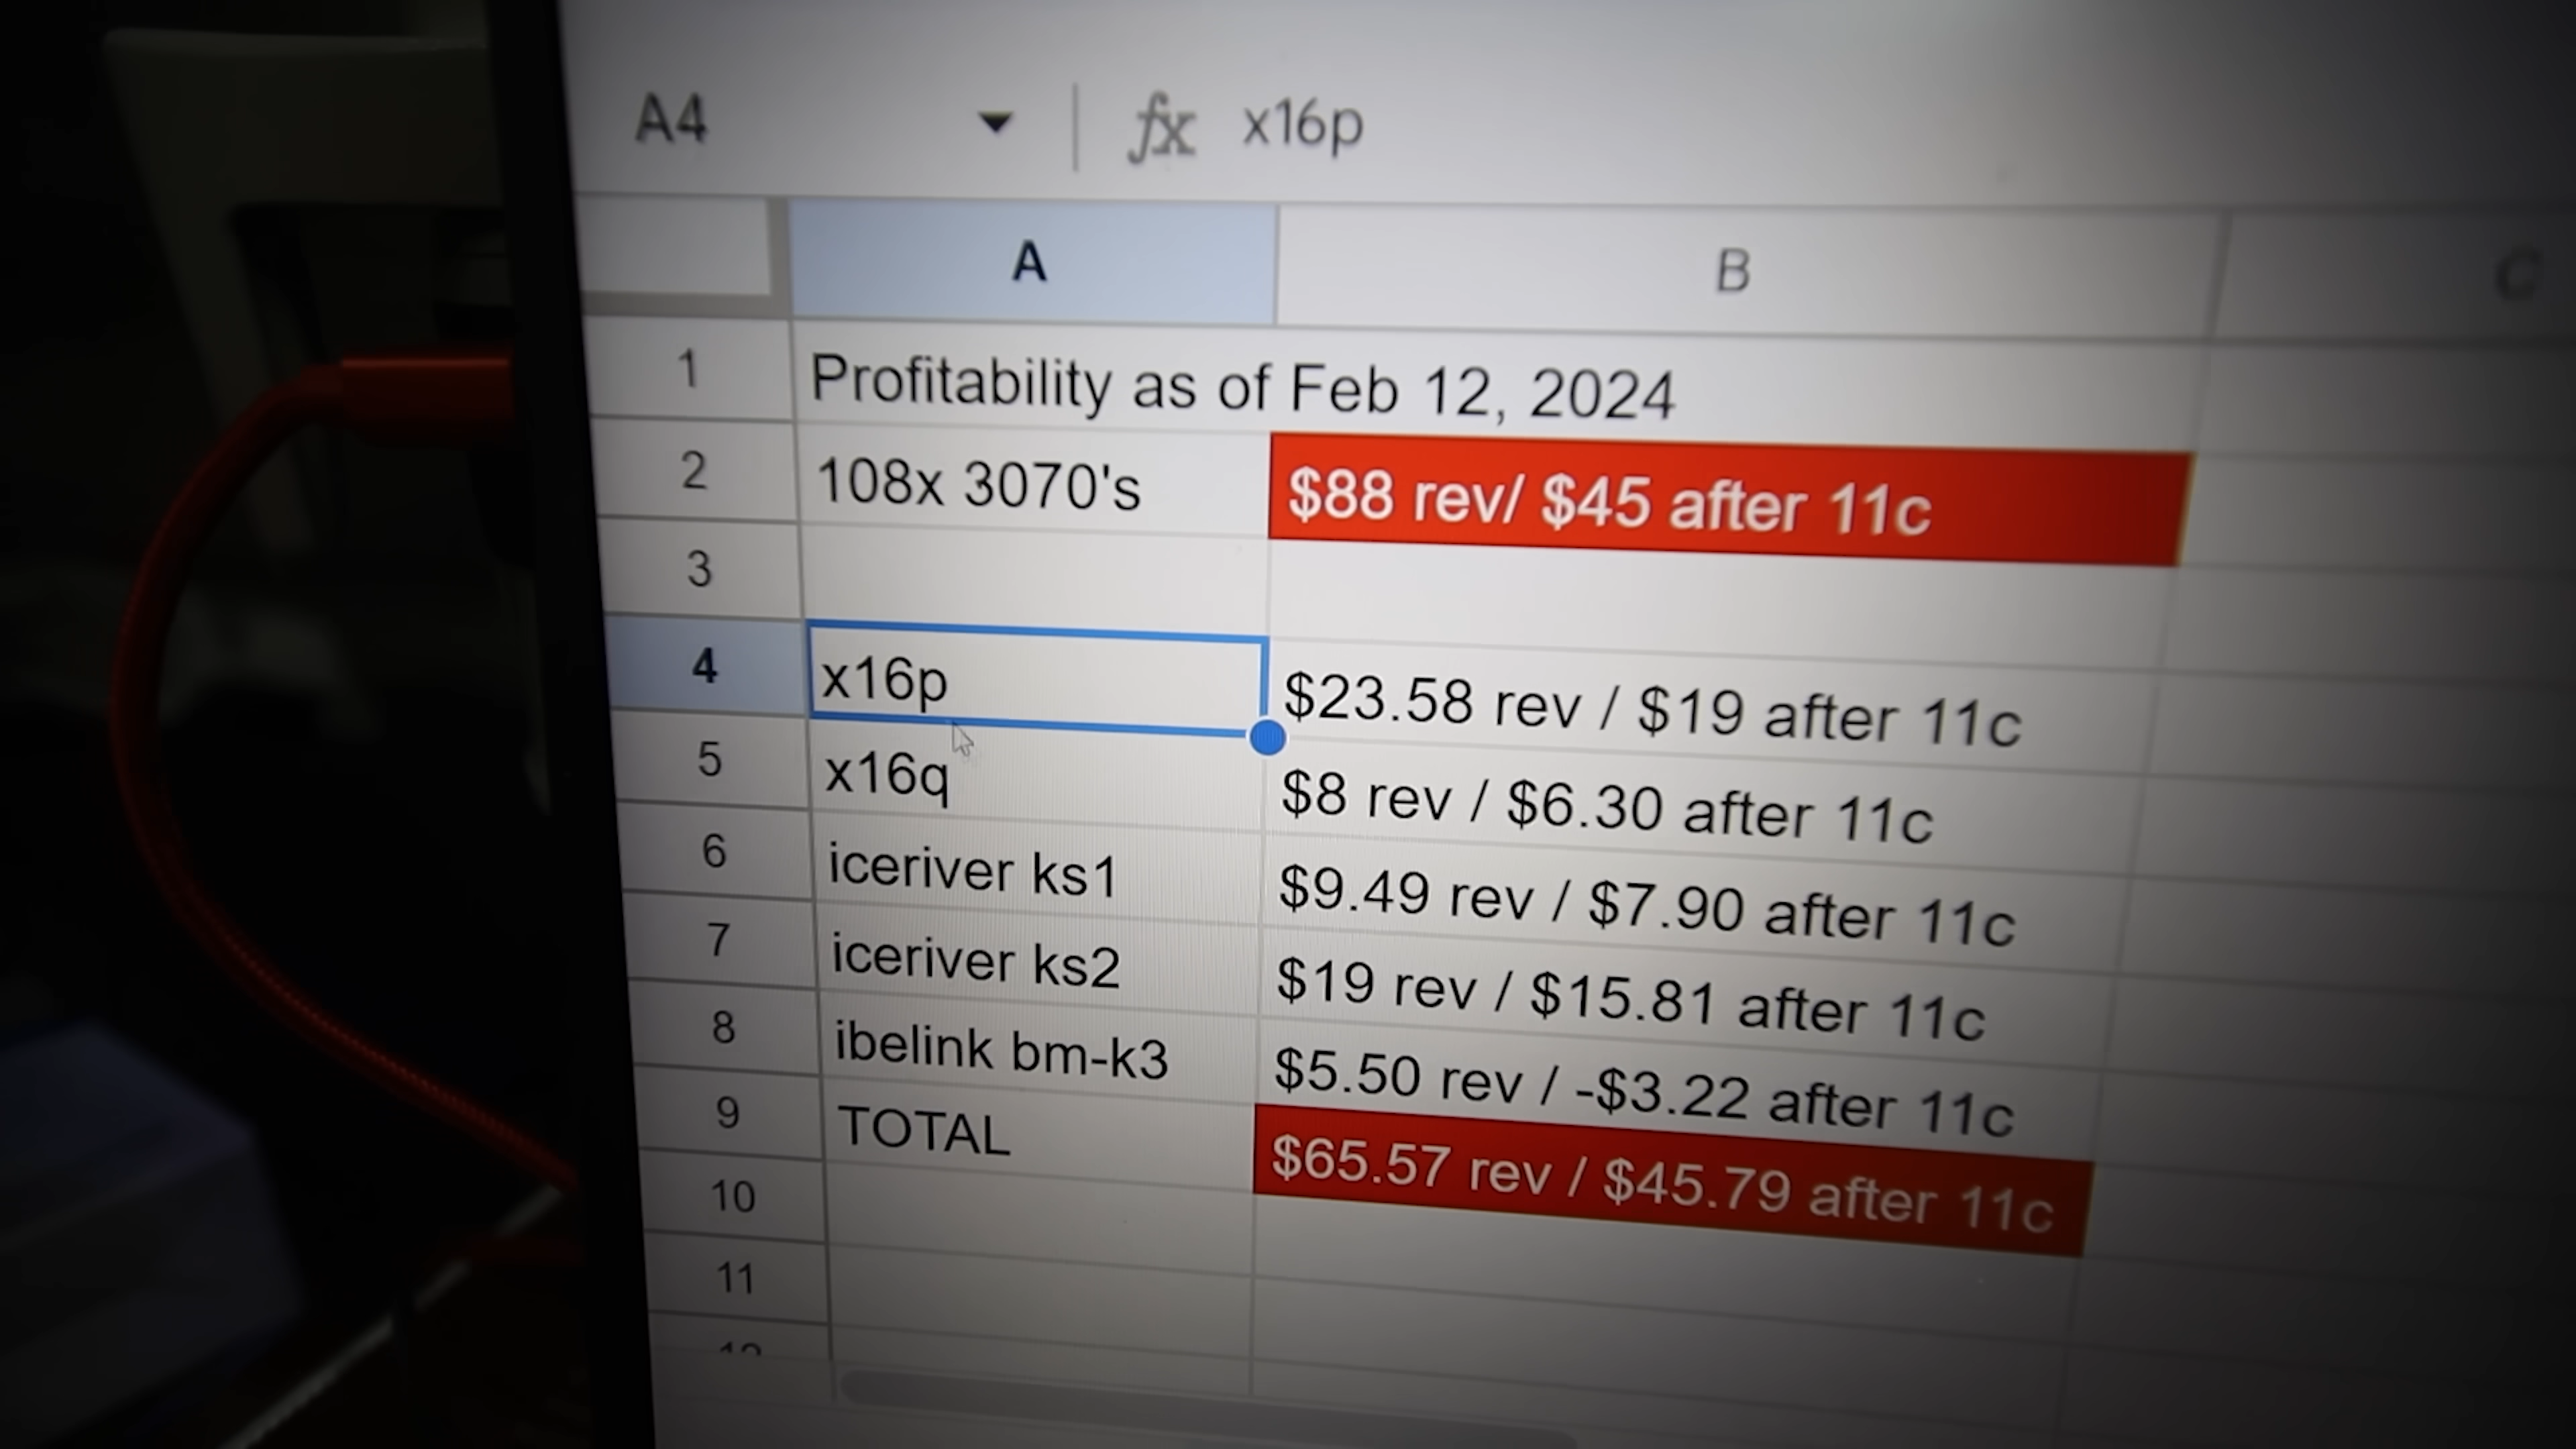 A4 fx x16p
A B C
1 Profitability as of Feb 12, 2024
2 108x 3070's $88 rev/ $45 after 11c
3
4 x16p $23.58 rev / $19 after 11c
5 x16q $8 rev / $6.30 after 11c
6 iceriver ks1 $9.49 rev / $7.90 after 11c
7 iceriver ks2 $19 rev / $15.81 after 11c
8 ibelink bm-k3 $5.50 rev / -$3.22 after 11c
9 TOTAL $65.57 rev / $45.79 after 11c
10
11